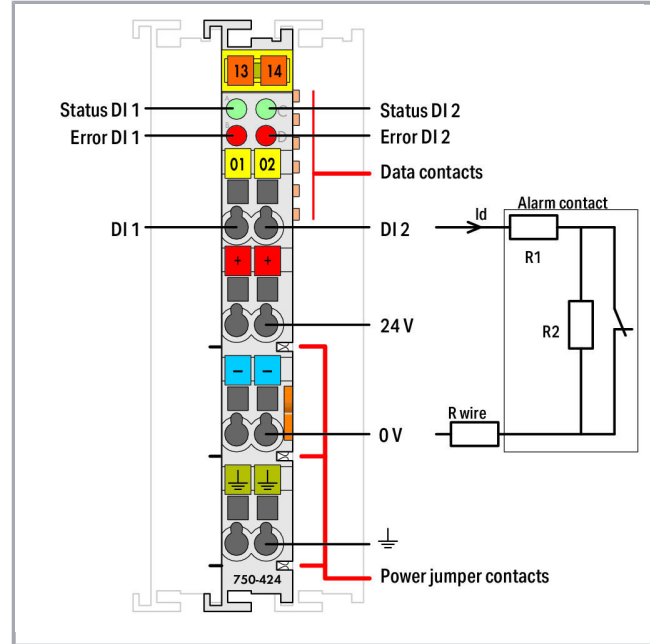 13 14
A C
Status DI 1
Status DI 2
B D
Error DI 1
Error DI 2
01 02
Data contacts
Alarm contact
Id
DI 1
DI 2
R1
+ +
R2
24 V
− −
R wire
0 V
750-424
Power jumper contacts